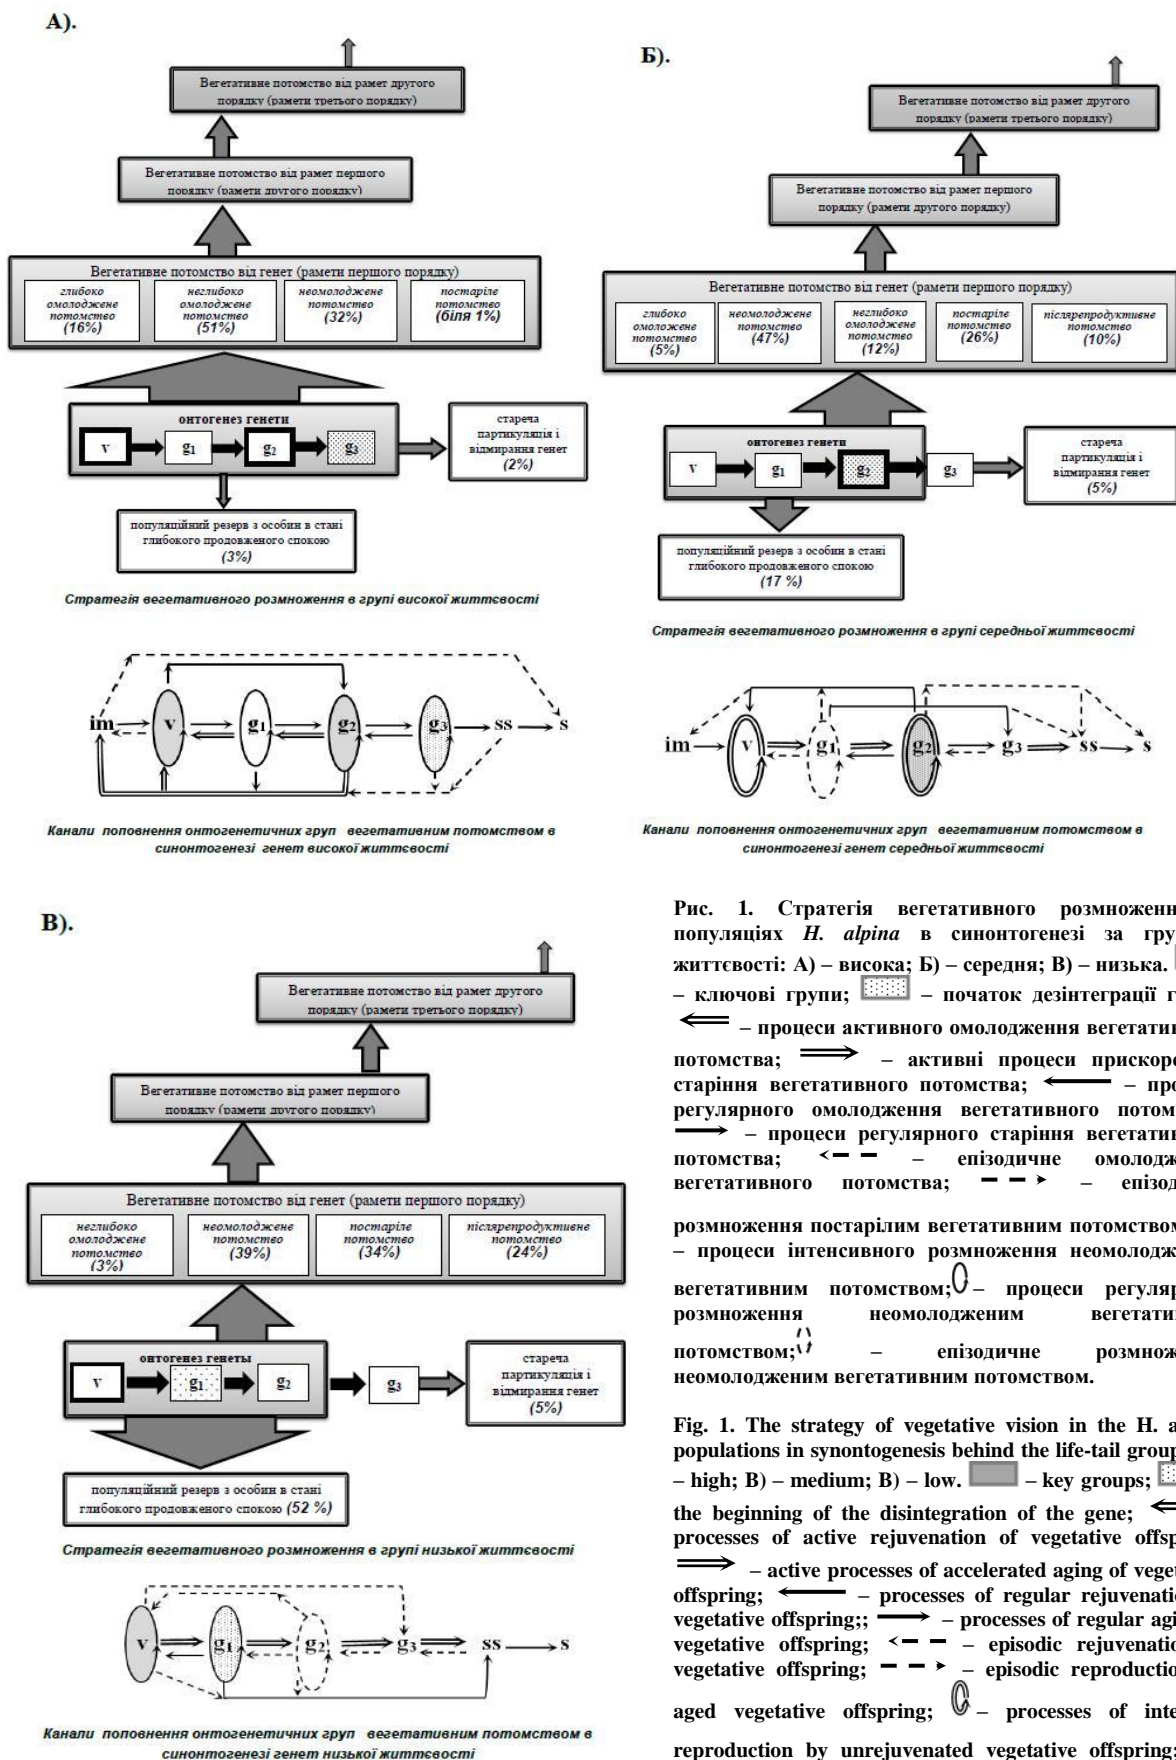 А).
Вегетативне потомство від рамет другого
порядку (рамети третього порядку)
Вегетативне потомство від рамет першого
порядку (рамети другого порядку)
Вегетативне потомство від генет (рамети першого порядку)
глибоко
омолоджене
потомство
(16%)
неглибоко
омолоджене
потомство
(51%)
неомолоджене
потомство
(32%)
постаріле
потомство
(біля 1%)
онтогенез генети
v g1 g2 g3
стареча
партикуляція і
відмирання генет
(2%)
популяційний резерв з особин в стані
глибокого продовженого спокою
(3%)
Стратегія вегетативного розмноження в групі високої життєвості
im v g1 g2 g3 ss s
Канали поповнення онтогенетичних груп вегетативним потомством в
синонтогенезі генет високої життєвості
Б).
Вегетативне потомство від рамет другого
порядку (рамети третього порядку)
Вегетативне потомство від рамет першого
порядку (рамети другого порядку)
Вегетативне потомство від генет (рамети першого порядку)
глибоко
омоложене
потомство
(5%)
неомолоджене
потомство
(47%)
неглибоко
омолоджене
потомство
(12%)
постаріле
потомство
(26%)
післярепродуктивне
потомство
(10%)
онтогенез генети
v g1 g2 g3
стареча
партикуляція і
відмирання генет
(5%)
популяційний резерв з особин в стані
глибокого продовженого спокою
(17 %)
Стратегія вегетативного розмноження в групі середньої життєвості
im v g1 g2 g3 ss s
Канали поповнення онтогенетичних груп вегетативним потомством в
синонтогенезі генет середньої життєвості
В).
Вегетативне потомство від рамет другого
порядку (рамети третього порядку)
Вегетативне потомство від рамет першого
порядку (рамети другого порядку)
Вегетативне потомство від генет (рамети першого порядку)
неглибоко
омолоджене
потомство
(3%)
неомолоджене
потомство
(39%)
постаріле
потомство
(34%)
післярепродуктивне
потомство
(24%)
онтогенез генеты
v g1 g2 g3
стареча
партикуляція і
відмирання генет
(5%)
популяційний резерв з особин в стані
глибокого продовженого спокою (52 %)
Стратегія вегетативного розмноження в групі низької життєвості
v g1 g2 g3 ss s
Канали поповнення онтогенетичних груп вегетативним потомством в
синонтогенезі генет низької життєвості
Рис. 1. Стратегія вегетативного розмноженн
популяціях H. alpina в синонтогенезі за гру
життєвості: А) – висока; Б) – середня; В) – низька.
– ключові групи; – початок дезінтеграції г
– процеси активного омолодження вегетатив
потомства; – активні процеси прискоре
старіння вегетативного потомства; – про
регулярного омолодження вегетативного потом
– процеси регулярного старіння вегетатив
потомства; – епізодичне омолодж
вегетативного потомства; – епізод
розмноження постарілим вегетативним потомством
– процеси інтенсивного розмноження неомолодж
вегетативним потомством; – процеси регуляр
розмноження неомолодженим вегетати
потомством; – епізодичне розмнож
неомолодженим вегетативним потомством.
Fig. 1. The strategy of vegetative vision in the H. a
populations in synontogenesis behind the life-tail group
– high; B) – medium; B) – low. – key groups;
the beginning of the disintegration of the gene;
processes of active rejuvenation of vegetative offsp
– active processes of accelerated aging of veget
offspring; – processes of regular rejuvenati
vegetative offspring;; – processes of regular agi
vegetative offspring; – episodic rejuvenatio
vegetative offspring; – episodic reproductio
aged vegetative offspring; – processes of inte
reproduction by unrejuvenated vegetative offspring;